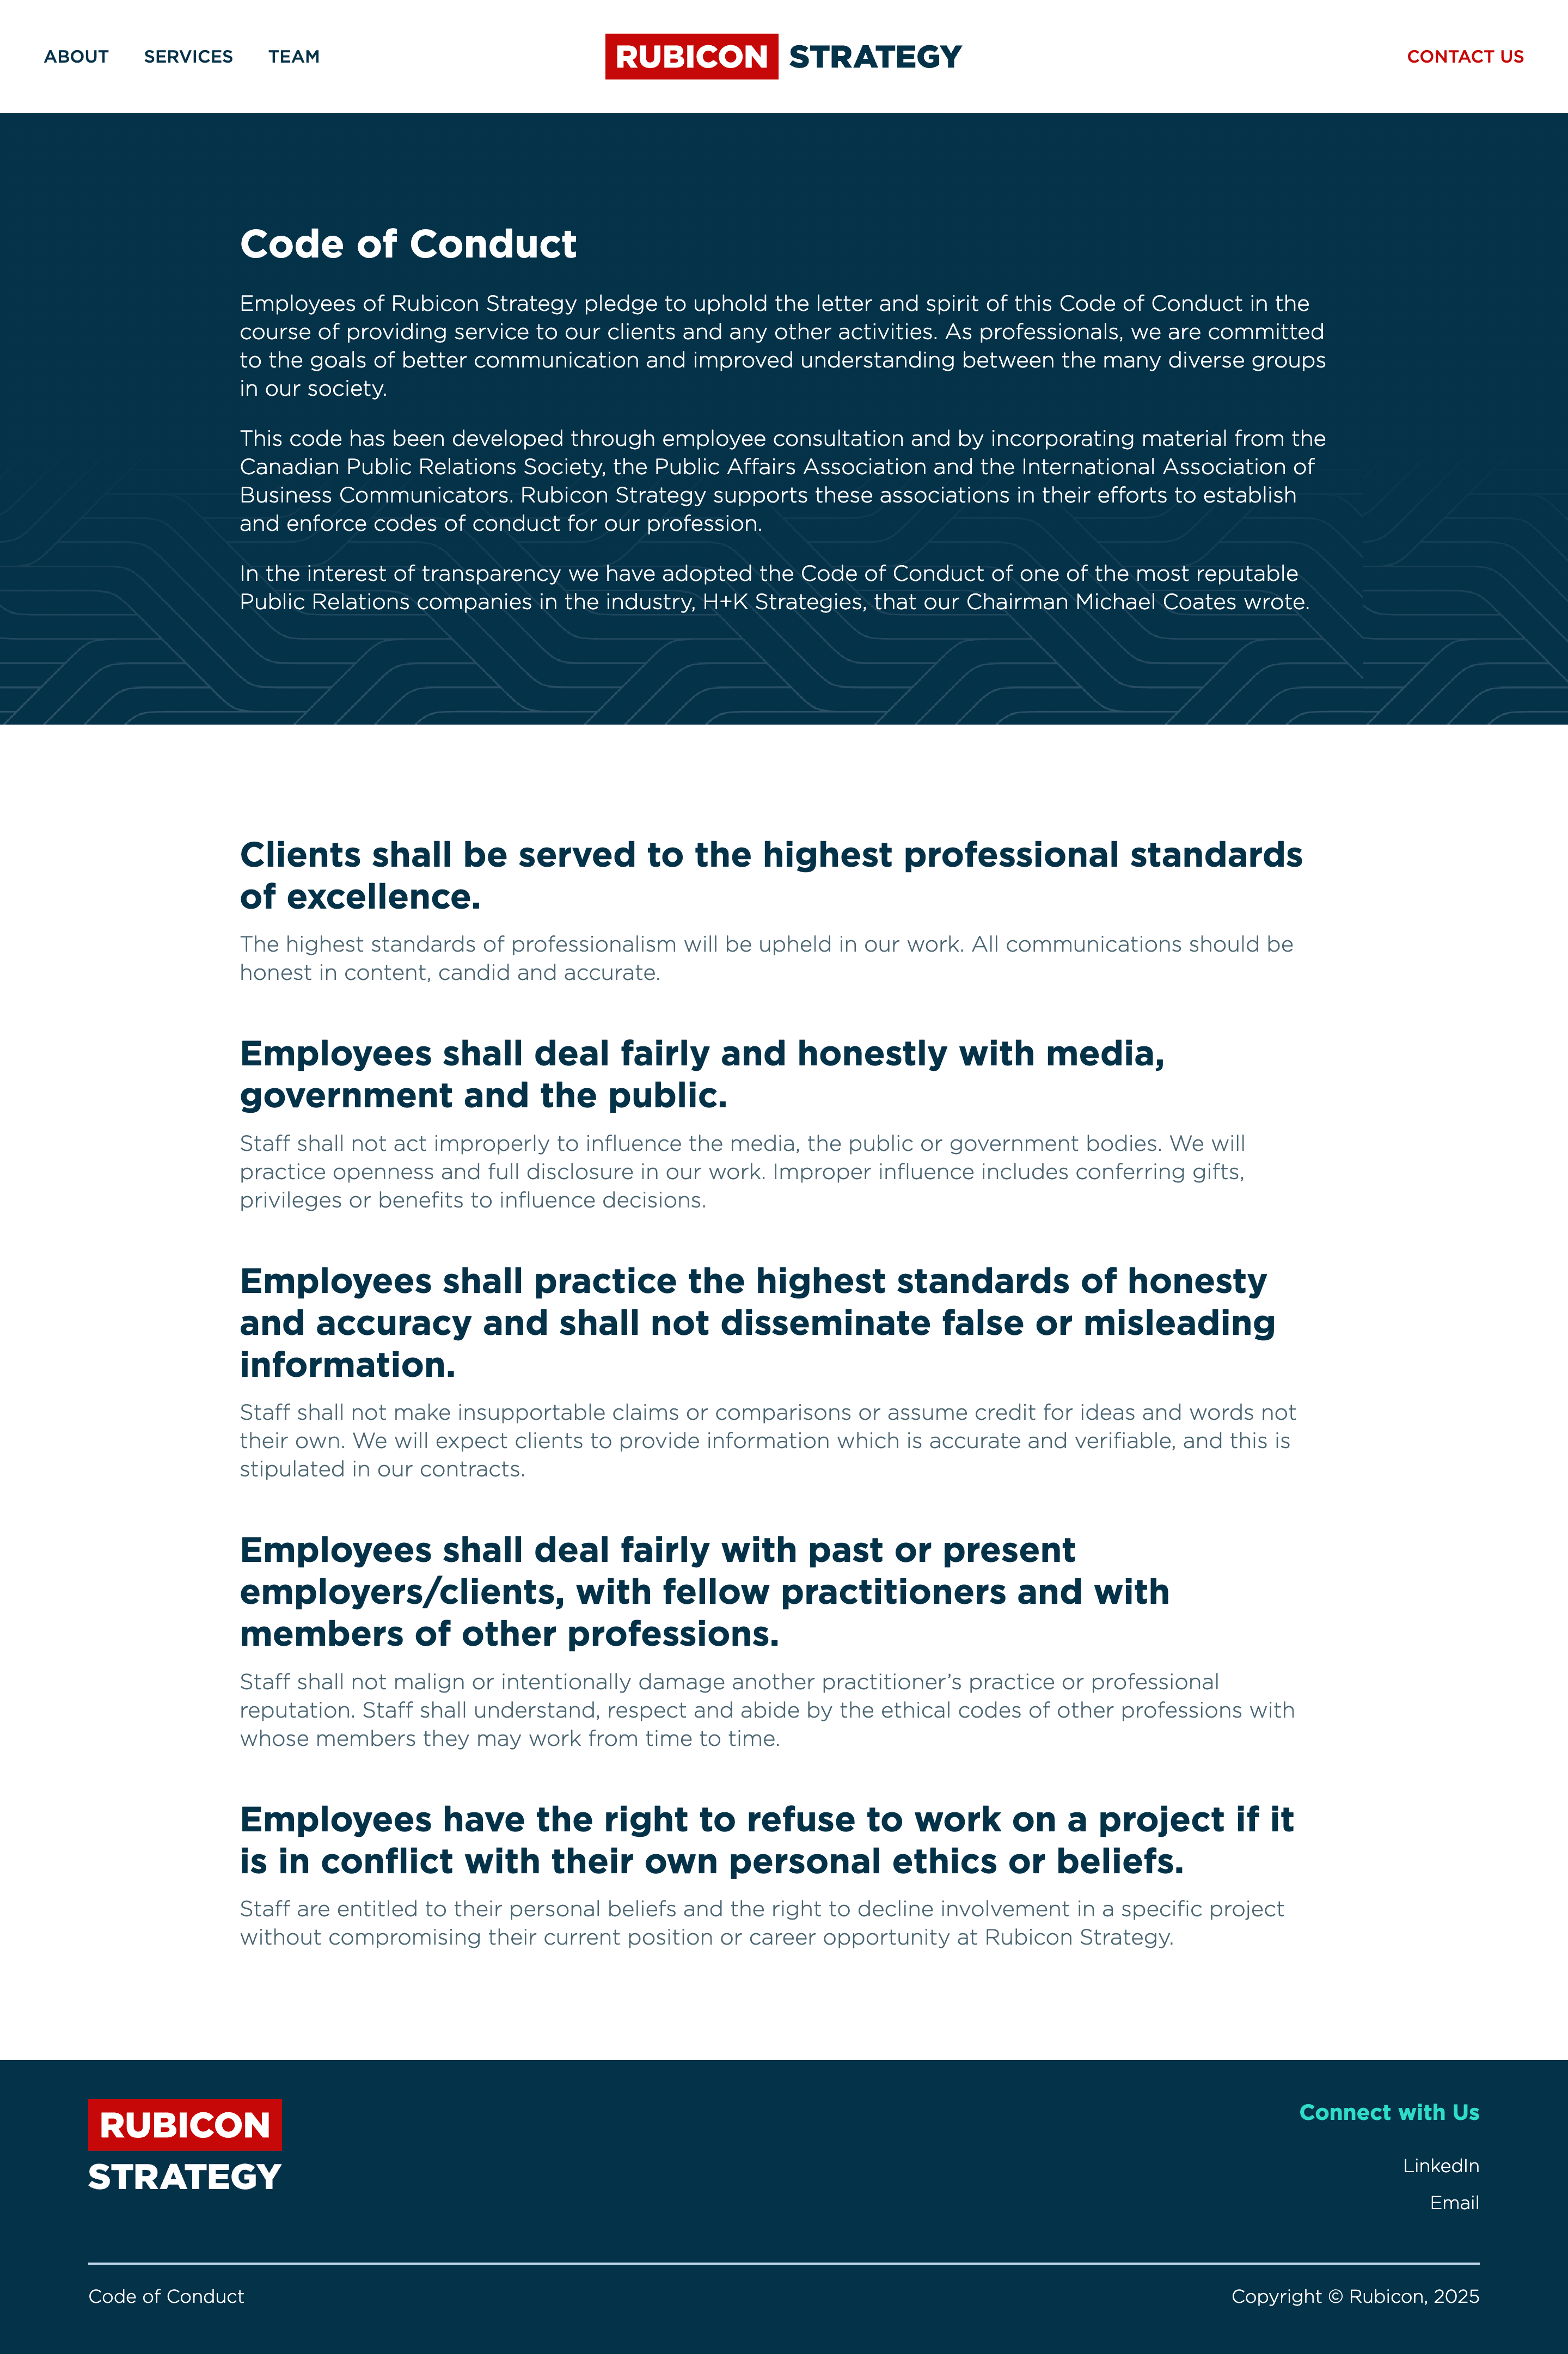 ABOUT SERVICES TEAM RUBICON STRATEGY CONTACT US
Code of Conduct
Employees of Rubicon Strategy pledge to uphold the letter and spirit of this Code of Conduct in the
course of providing service to our clients and any other activities. As professionals, we are committed
to the goals of better communication and improved understanding between the many diverse groups
in our society.
This code has been developed through employee consultation and by incorporating material from the
Canadian Public Relations Society, the Public Affairs Association and the International Association of
Business Communicators. Rubicon Strategy supports these associations in their efforts to establish
and enforce codes of conduct for our profession.
In the interest of transparency we have adopted the Code of Conduct of one of the most reputable
Public Relations companies in the industry, H+K Strategies, that our Chairman Michael Coates wrote.
Clients shall be served to the highest professional standards
of excellence.
The highest standards of professionalism will be upheld in our work. All communications should be
honest in content, candid and accurate.
Employees shall deal fairly and honestly with media,
government and the public.
Staff shall not act improperly to influence the media, the public or government bodies. We will
practice openness and full disclosure in our work. Improper influence includes conferring gifts,
privileges or benefits to influence decisions.
Employees shall practice the highest standards of honesty
and accuracy and shall not disseminate false or misleading
information.
Staff shall not make insupportable claims or comparisons or assume credit for ideas and words not
their own. We will expect clients to provide information which is accurate and verifiable, and this is
stipulated in our contracts.
Employees shall deal fairly with past or present
employers/clients, with fellow practitioners and with
members of other professions.
Staff shall not malign or intentionally damage another practitioner’s practice or professional
reputation. Staff shall understand, respect and abide by the ethical codes of other professions with
whose members they may work from time to time.
Employees have the right to refuse to work on a project if it
is in conflict with their own personal ethics or beliefs.
Staff are entitled to their personal beliefs and the right to decline involvement in a specific project
without compromising their current position or career opportunity at Rubicon Strategy.
RUBICON
STRATEGY
Connect with Us
LinkedIn
Email
Code of Conduct
Copyright © Rubicon, 2025